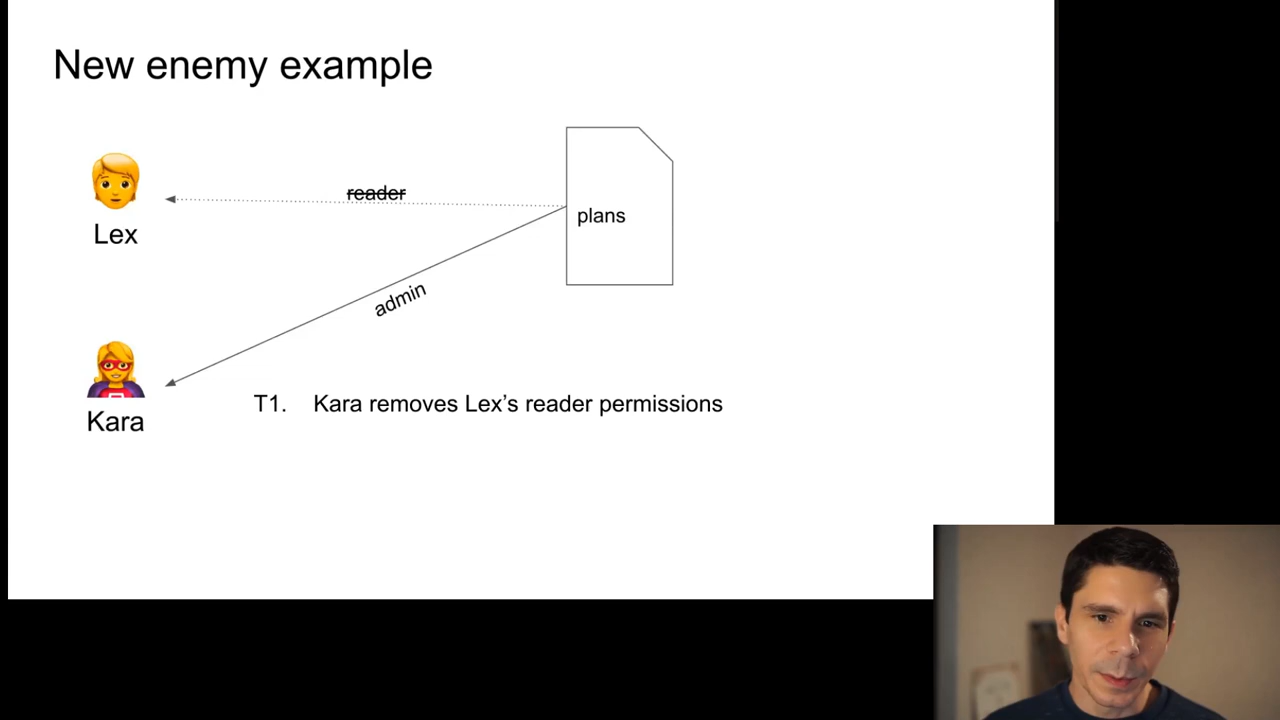 New enemy example
reader
Lex
plans
admin
Kara
T1. Kara removes Lex’s reader permissions